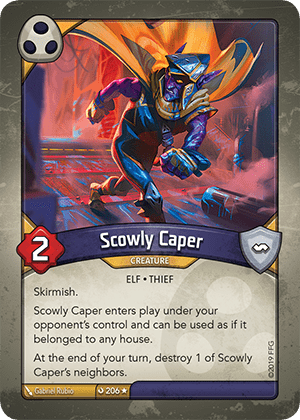 Scowly Caper
2
CREATURE
ELF • THIEF
Skirmish.
Scowly Caper enters play under your
opponent's control and can be used as if it
belonged to any house.
At the end of your turn, destroy 1 of Scowly
Caper's neighbors.
Gabriel Rubio
206★
©2019 FFG